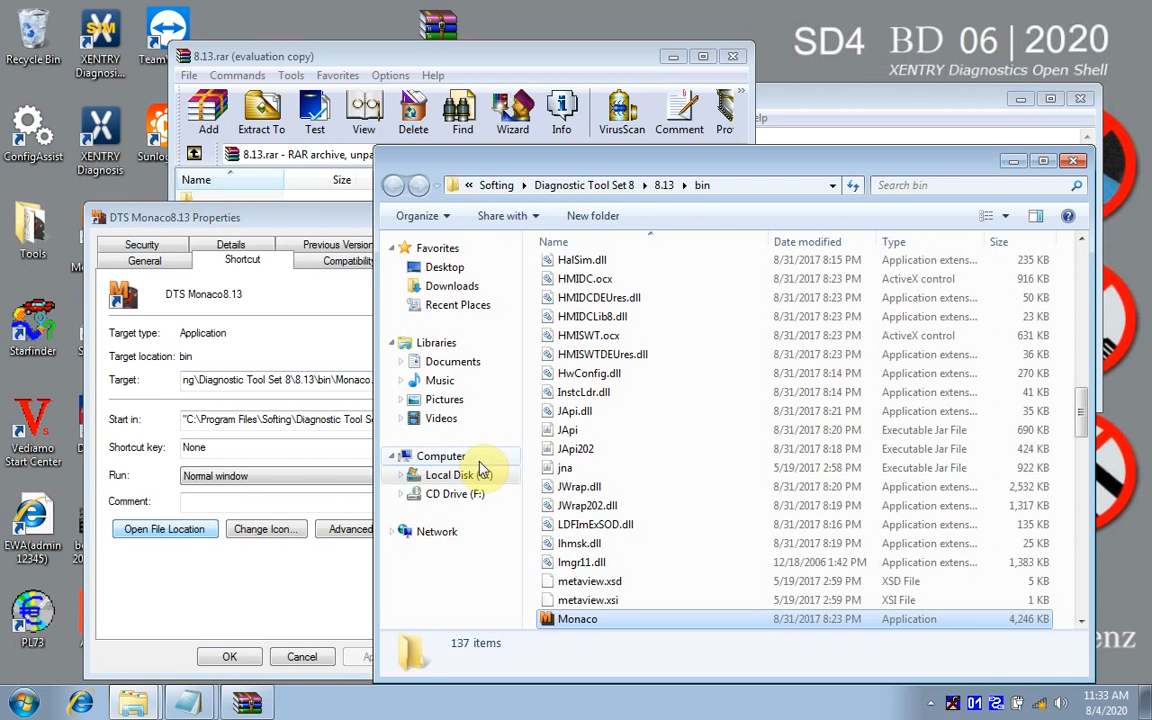 SD4 BD 06 | 2020
XENTRY Diagnostics Open Shell
Recycle Bin
XENTRY Diagnosi...
Team
ConfigAssist
XENTRY Diagnosis
Sunlog
Tools
Starfinder
Vediamo Start Center
EWA(admin 12345)
PL73
8.13.rar (evaluation copy)
File Commands Tools Favorites Options Help
Add Extract To Test View Delete Find Wizard Info VirusScan Comment Pro
8.13.rar - RAR archive, unpa
Name Size
elp
DTS Monaco8.13 Properties
Security Details Previous Version
General Shortcut Compatibility
DTS Monaco8.13
Target type: Application
Target location: bin
Target: ng\Diagnostic Tool Set 8\8.13\bin\Monaco.
Start in: "C:\Program Files\Softing\Diagnostic Tool Set
Shortcut key: None
Run: Normal window
Comment:
Open File Location Change Icon... Advanced
OK Cancel Ap
« Softing Diagnostic Tool Set 8 8.13 bin
Search bin
Organize Share with New folder
Favorites
Desktop
Downloads
Recent Places
Libraries
Documents
Music
Pictures
Videos
Computer
Local Disk
CD Drive (F:)
Network
Name Date modified Type Size
HalSim.dll 8/31/2017 8:15 PM Application extens... 235 KB
HMIDC.ocx 8/31/2017 8:23 PM ActiveX control 916 KB
HMIDCDEUres.dll 8/31/2017 8:23 PM Application extens... 50 KB
HMIDCLib8.dll 8/31/2017 8:23 PM Application extens... 23 KB
HMISWT.ocx 8/31/2017 8:23 PM ActiveX control 631 KB
HMISWTDEUres.dll 8/31/2017 8:23 PM Application extens... 36 KB
HwConfig.dll 8/31/2017 8:14 PM Application extens... 270 KB
InstcLdr.dll 8/31/2017 8:14 PM Application extens... 41 KB
JApi.dll 8/31/2017 8:21 PM Application extens... 35 KB
JApi 8/31/2017 8:23 PM Executable Jar File 690 KB
JApi202 8/31/2017 8:23 PM Executable Jar File 424 KB
jna 5/19/2017 2:58 PM Executable Jar File 922 KB
JWrap.dll 8/31/2017 8:23 PM Application extens... 2,532 KB
JWrap202.dll 8/31/2017 8:23 PM Application extens... 1,317 KB
LDFImExSOD.dll 8/31/2017 8:16 PM Application extens... 135 KB
lhmsk.dll 8/31/2017 8:23 PM Application extens... 25 KB
lmgr11.dll 12/18/2006 1:42 PM Application extens... 1,383 KB
metaview.xsd 5/19/2017 2:59 PM XSD File 5 KB
metaview.xsi 5/19/2017 2:59 PM XSI File 1 KB
Monaco 8/31/2017 8:23 PM Application 4,246 KB
137 items
nz
01
11:33 AM
8/4/2020